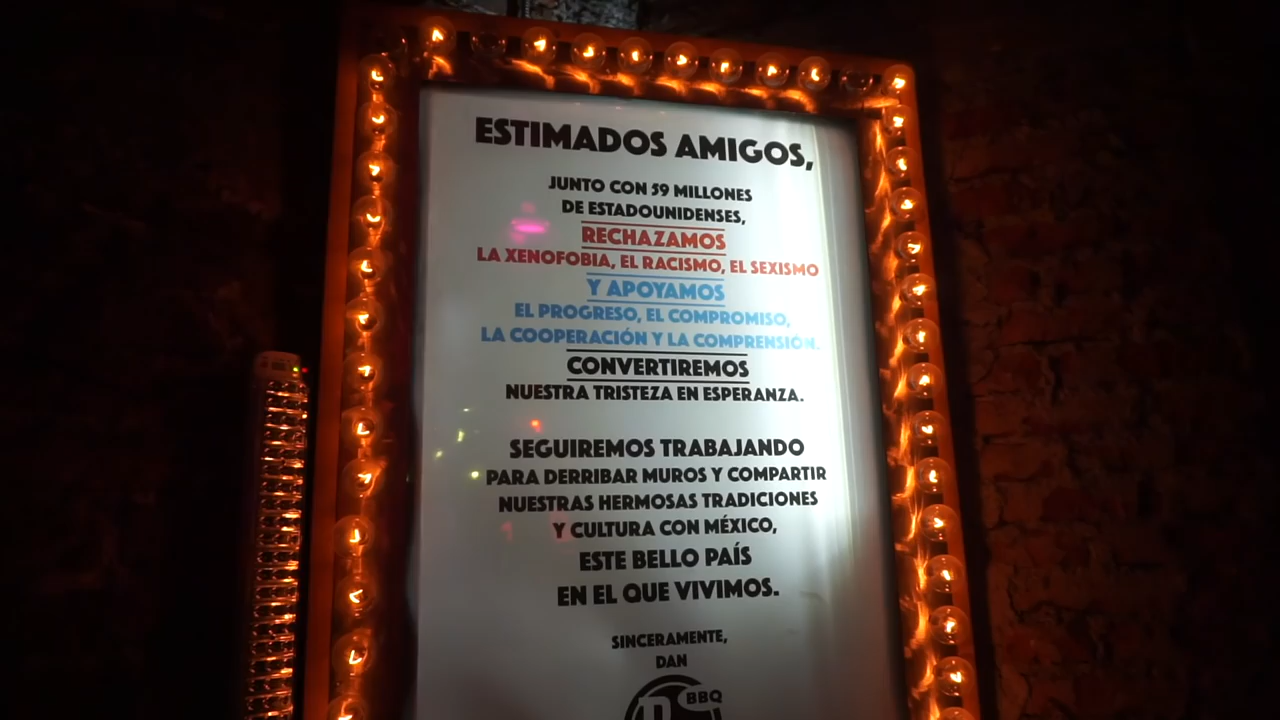 ESTIMADOS AMIGOS,
JUNTO CON 59 MILLONES
DE ESTADOUNIDENSES,
RECHAZAMOS
LA XENOFOBIA, EL RACISMO, EL SEXISMO
Y APOYAMOS
EL PROGRESO, EL COMPROMISO,
LA COOPERACIÓN Y LA COMPRENSIÓN.
CONVERTIREMOS
NUESTRA TRISTEZA EN ESPERANZA.
SEGUIREMOS TRABAJANDO
PARA DERRIBAR MUROS Y COMPARTIR
NUESTRAS HERMOSAS TRADICIONES
Y CULTURA CON MÉXICO,
ESTE BELLO PAÍS
EN EL QUE VIVIMOS.
SINCERAMENTE,
DAN
BBQ